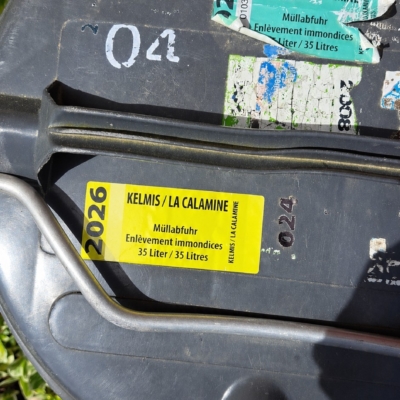 04
Müllabfuhr
Enlèvement immondices
Liter / 35 Litres
2008
2026
KELMIS / LA CALAMINE
Müllabfuhr
Enlèvement immondices
35 Liter / 35 Litres
KELMIS / LA CALAMINE
024